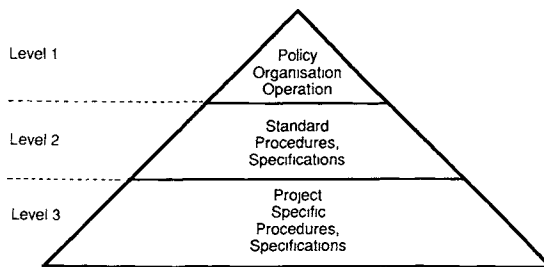 Level 1
Policy
Organisation
Operation
Level 2
Standard
Procedures,
Specifications
Level 3
Project
Specific
Procedures,
Specifications